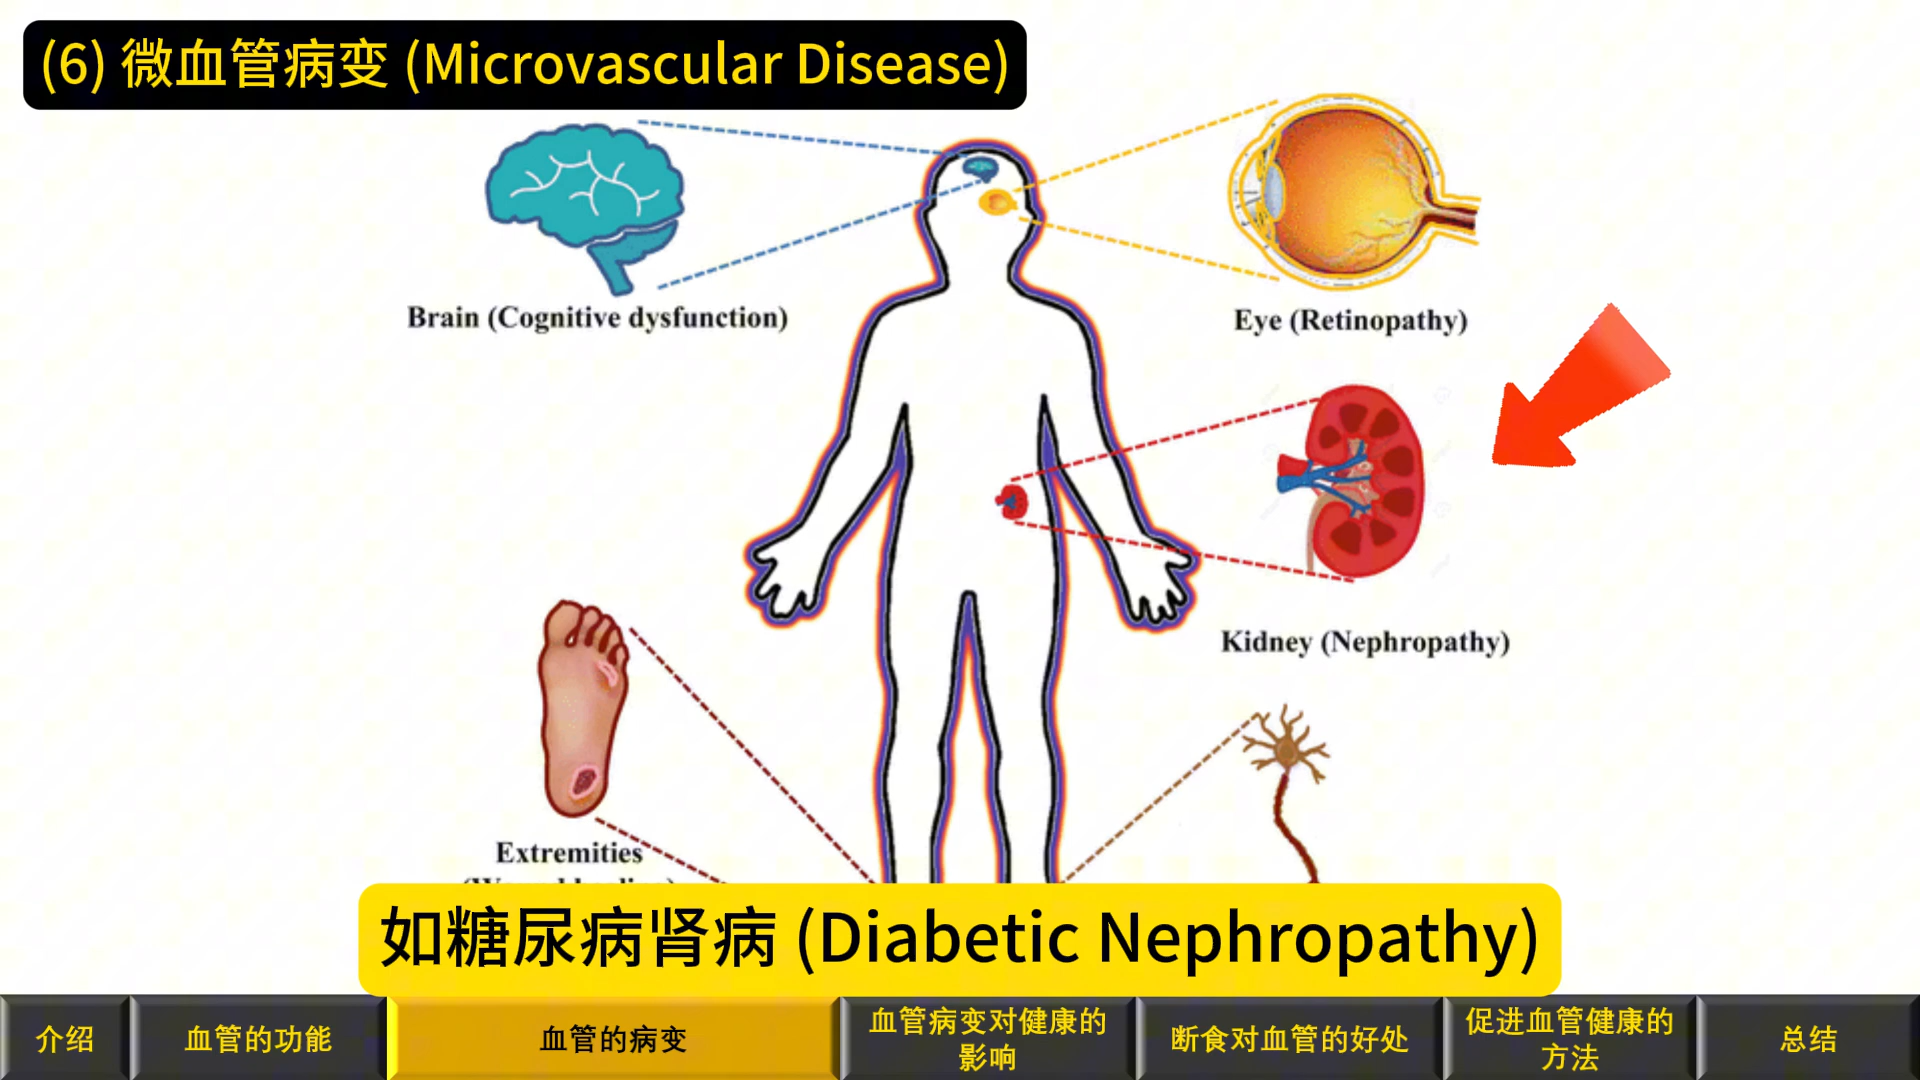 (6) 微血管病变 (Microvascular Disease)
Brain (Cognitive dysfunction)
Eye (Retinopathy)
Kidney (Nephropathy)
Extremities
如糖尿病肾病 (Diabetic Nephropathy)
介绍
血管的功能
血管的病变
血管病变对健康的
影响
断食对血管的好处
促进血管健康的
方法
总结